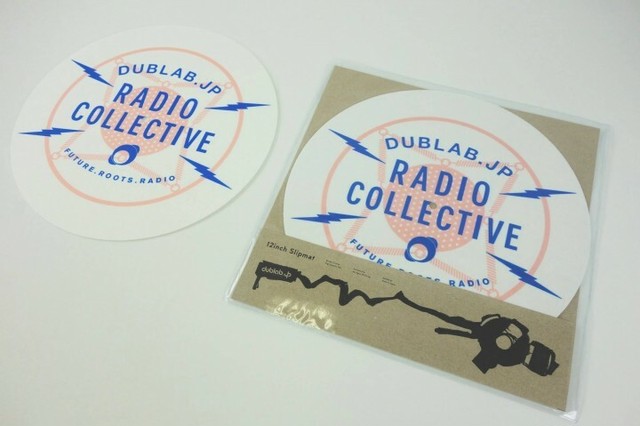 DUBLAB.JP
RADIO
COLLECTIVE
FUTURE.ROOTS.RADIO
DUBLAB.JP
RADIO
COLLECTIVE
FUTURE.ROOTS.RADIO
12inch Slipmat
dublab.jp